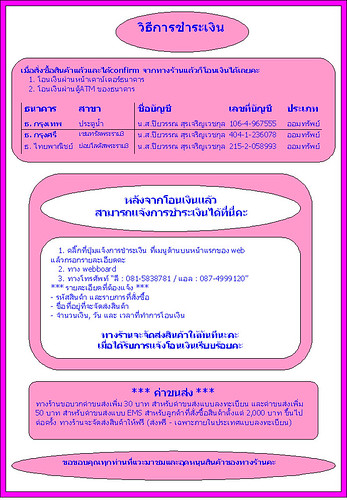 วิธีการชำระเงิน
เมื่อสั่งซื้อสินค้าแล้วและได้confirm จากทางร้านแล้วก็โอนเงินได้เลยคะ
1. โอนเงินผ่านหน้าเคาน์เตอร์ธนาคาร
2. โอนเงินผ่านตู้ATM ของธนาคาร
ธนาคาร สาขา ชื่อบัญชี เลขที่บัญชี ประเภท
ธ. กรุงเทพ ประตูน้ำ น.ส.ปิยวรรณ สุรเจริญเวชกุล 106-4-967555 ออมทรัพย์
ธ. กรุงศรี เซนทรัลพระราม3 น.ส.ปิยวรรณ สุรเจริญเวชกุล 404-1-236078 ออมทรัพย์
ธ. ไทยพาณิชย์ ย่อยโลตัสพระราม3 น.ส.ปิยวรรณ สุรเจริญเวชกุล 215-2-058993 ออมทรัพย์
หลังจากโอนเงินแล้ว
สามารถแจ้งการชำระเงินได้ที่นี่คะ
1. คลิ๊กที่ปุ่มแจ้งการชำระเงิน ที่เมนูด้านบนหน้าแรกของ web
แล้วกรอกรายละเอียดคะ
2. ทาง webboard
3. ทางโทรศัพท์ "ลี : 081-5838781 / แอล : 087-4999120"
*** รายละเอียดที่ต้องแจ้ง ***
- รหัสสินค้า และรายการที่สั่งซื้อ
- ชื่อที่อยู่ที่จะจัดส่งสินค้า
- จำนวนเงิน, วัน และ เวลาที่ทำการโอนเงิน
ทางร้านจะจัดส่งสินค้าให้ทันทีนะคะ
เมื่อได้รับการแจ้งโอนเงินเรียบร้อยคะ
*** ค่าขนส่ง ***
ทางร้านขอบวกค่าขนส่งเพิ่ม 30 บาท สำหรับค่าขนส่งแบบลงทะเบียน และค่าขนส่งเพิ่ม
50 บาท สำหรับค่าขนส่งแบบ EMS สำหรับลูกค้าที่สั่งซื้อสินค้าตั้งแต่ 2,000 บาท ขึ้นไป
ต่อครั้ง ทางร้านจะจัดส่งสินค้าให้ฟรี (ส่งฟรี - เฉพาะภายในประเทศแบบลงทะเบียน)
ขอขอบคุณทุกท่านที่แวะมาชมและอุดหนุนสินค้าของทางร้านคะ